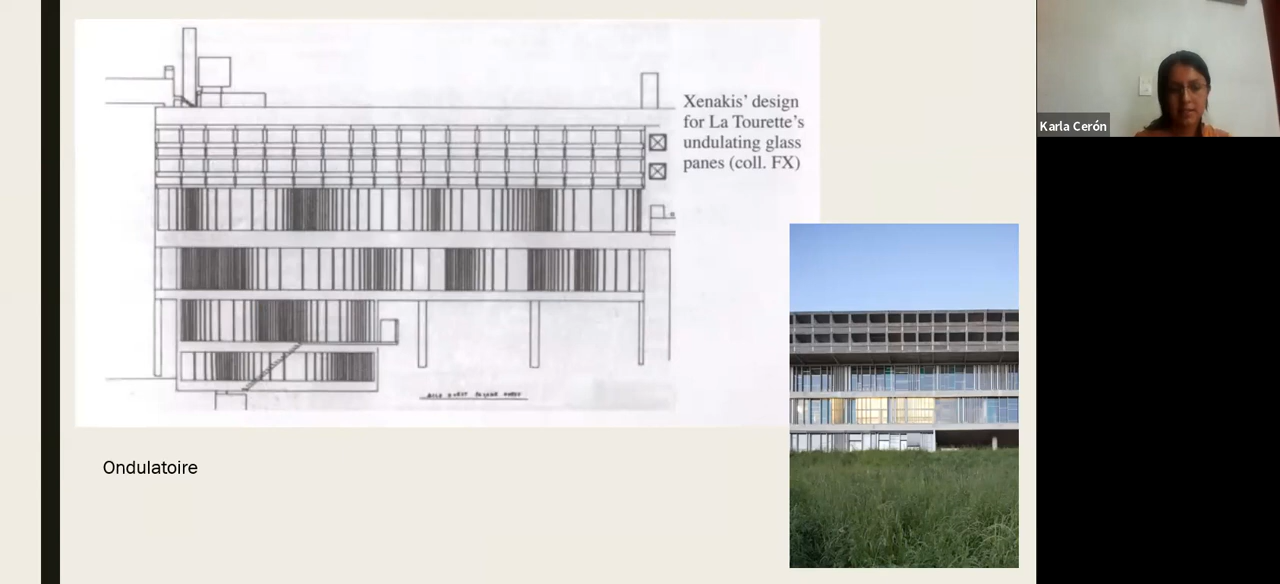 Xenakis' design
for La Tourette's
undulating glass
panes (coll. FX)
Karla Cerón
Ondulatoire